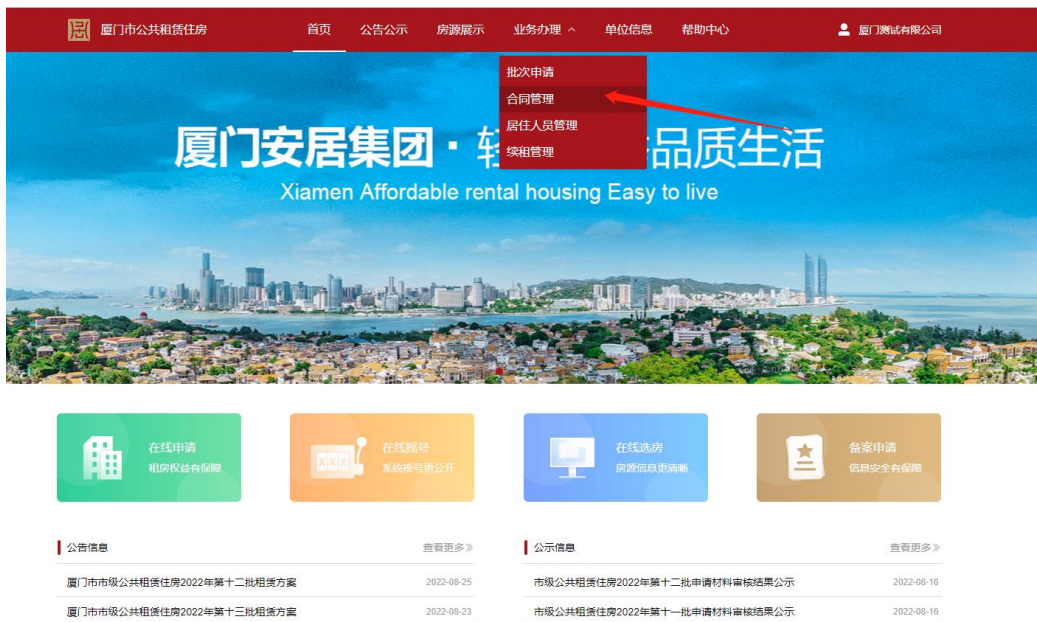 厦门市公共租赁住房 首页 公告公示 房源展示 业务办理 单位信息 帮助中心 厦门测试有限公司
批次申请
合同管理
居住人员管理
续租管理
厦门安居集团·轻 品质生活
Xiamen Affordable rental housing Easy to live
在线申请
租房权益有保障
在线摇号
系统摇号更公开
在线选房
房源信息更清晰
备案申请
信息安全有保障
公告信息 查看更多》
厦门市市级公共租赁住房2022年第十二批租赁方案 2022-08-25
厦门市市级公共租赁住房2022年第十三批租赁方案 2022-08-23
公示信息 查看更多》
市级公共租赁住房2022年第十二批申请材料审核结果公示 2022-08-16
市级公共租赁住房2022年第十一批申请材料审核结果公示 2022-08-16